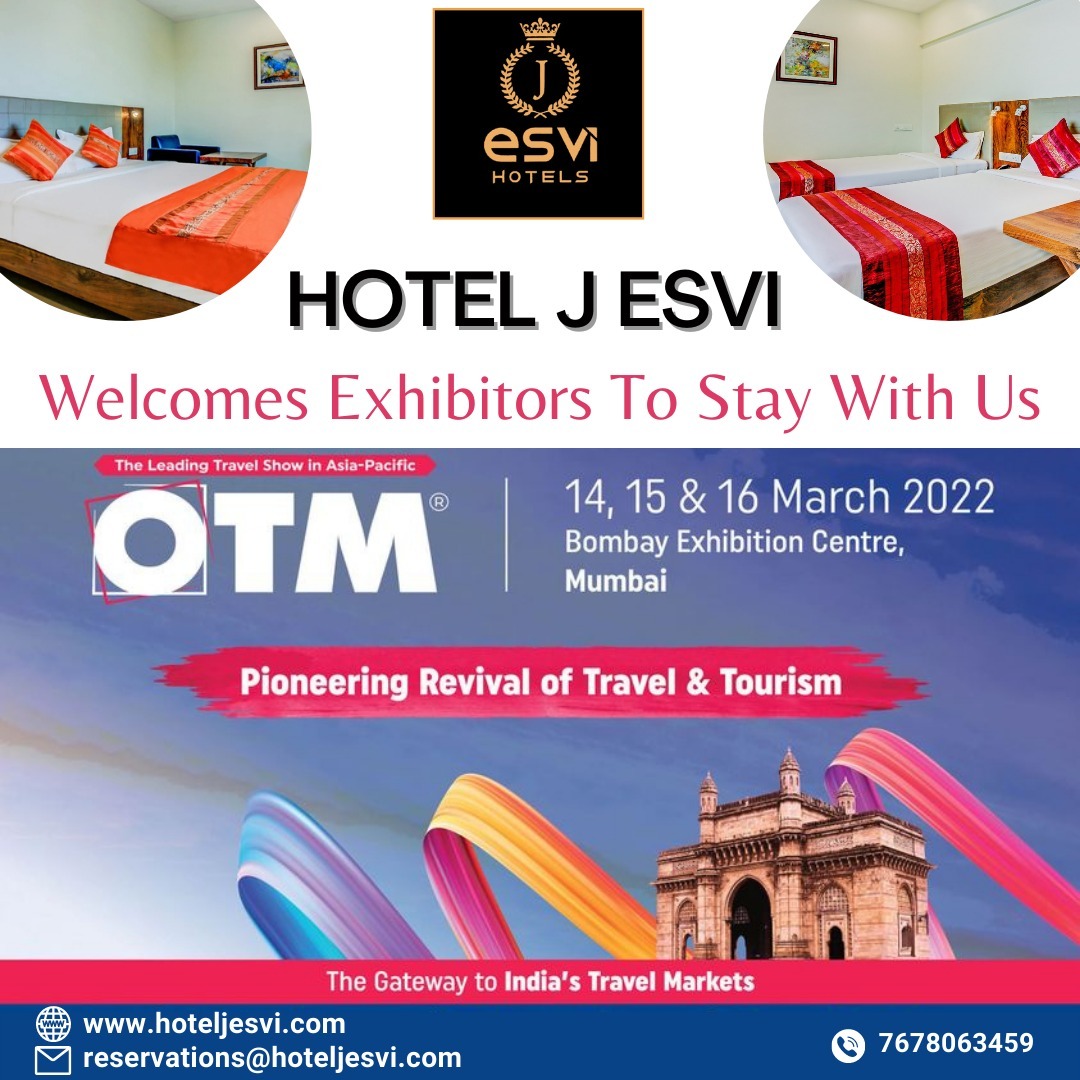 J
esvi
HOTELS
HOTEL J ESVI
Welcomes Exhibitors To Stay With Us
The Leading Travel Show in Asia-Pacific
OTM®
14, 15 & 16 March 2022
Bombay Exhibition Centre,
Mumbai
Pioneering Revival of Travel & Tourism
The Gateway to India's Travel Markets
www.hoteljesvi.com
reservations@hoteljesvi.com
7678063459